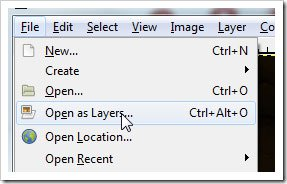 File Edit Select View Image Layer Co
New... Ctrl+N
Create
Open... Ctrl+O
Open as Layers... Ctrl+Alt+O
Open Location...
Open Recent